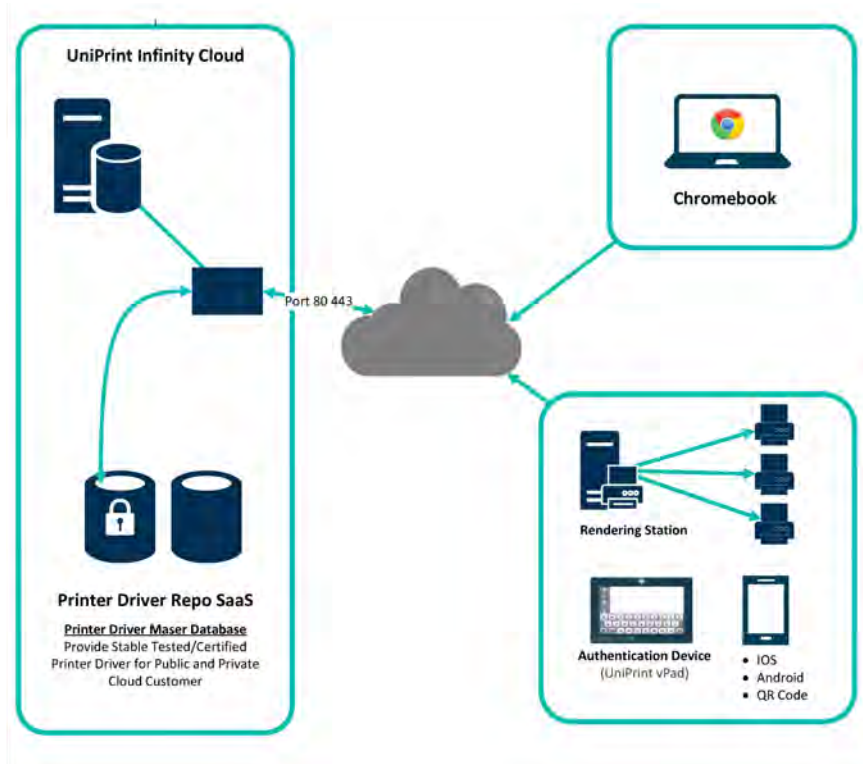 UniPrint Infinity Cloud
Port 80 443
Printer Driver Repo SaaS
Printer Driver Maser Database
Provide Stable Tested/Certified
Printer Driver for Public and Private
Cloud Customer
Chromebook
Rendering Station
Authentication Device
(UniPrint vPad)
• IOS
• Android
• QR Code